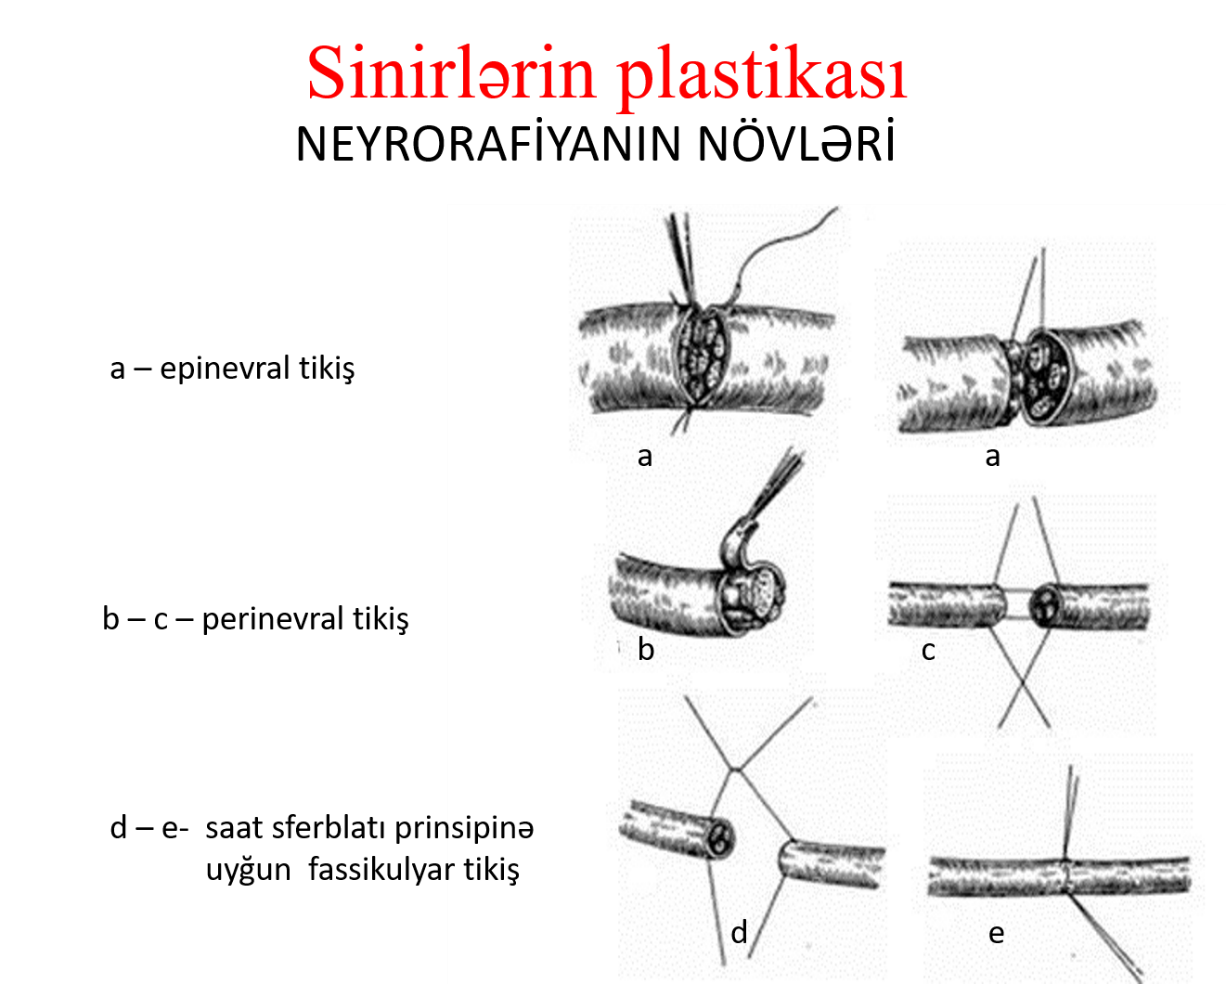 Sinirlərin plastikası
NEYRORAFİYANIN NÖVLƏRİ
a – epinevral tikiş
a
a
b – c – perinevral tikiş
b
c
d – e- saat sferblatı prinsipinə
uyğun fassikulyar tikiş
d
e